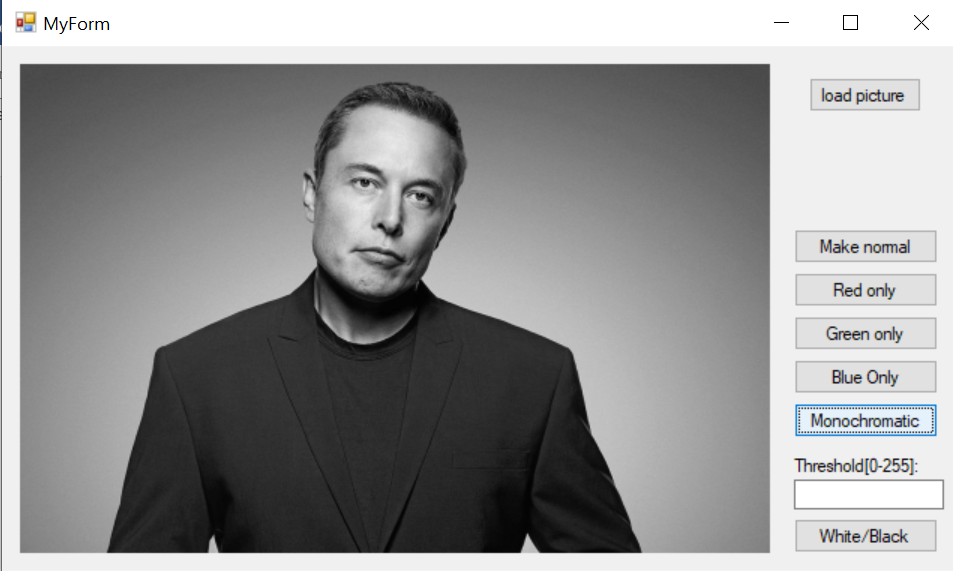 MyForm
load picture
Make normal
Red only
Green only
Blue Only
Monochromatic
Threshold[0-255]:
White/Black